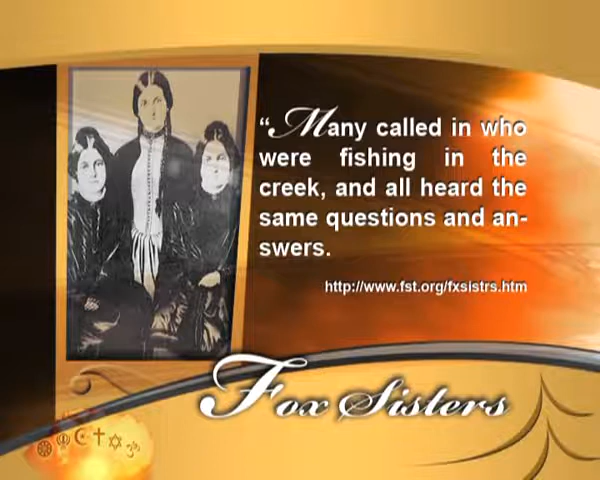 “Many called in who
were fishing in the
creek, and all heard the
same questions and an-
swers.
http://www.fst.org/fxsistrs.htm
Fox Sisters